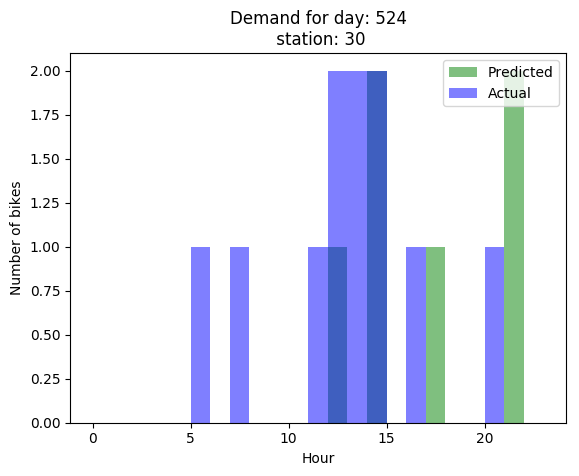 Demand for day: 524
station: 30
Predicted
Actual
2.00
1.75
1.50
1.25
1.00
0.75
0.50
0.25
0.00
Number of bikes
0 5 10 15 20
Hour